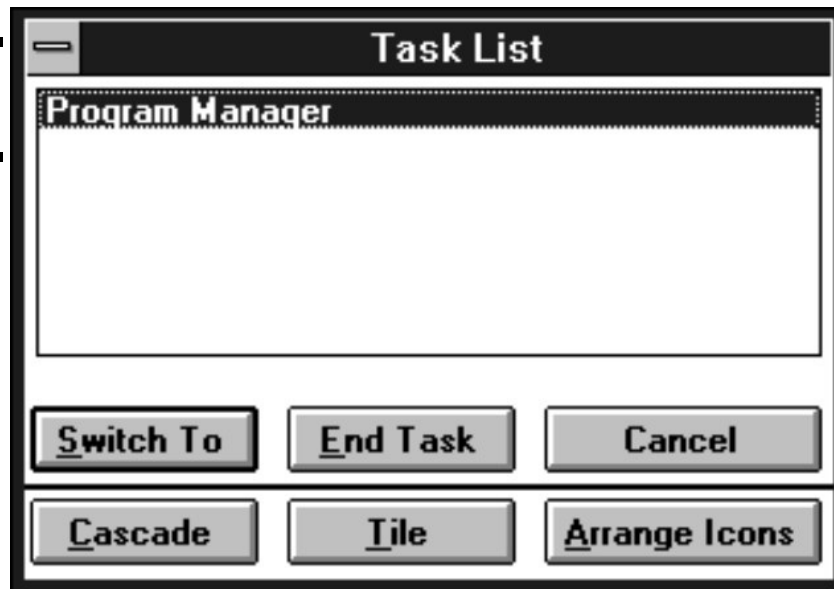 Task List
Program Manager
Switch To End Task Cancel
Cascade Tile Arrange Icons